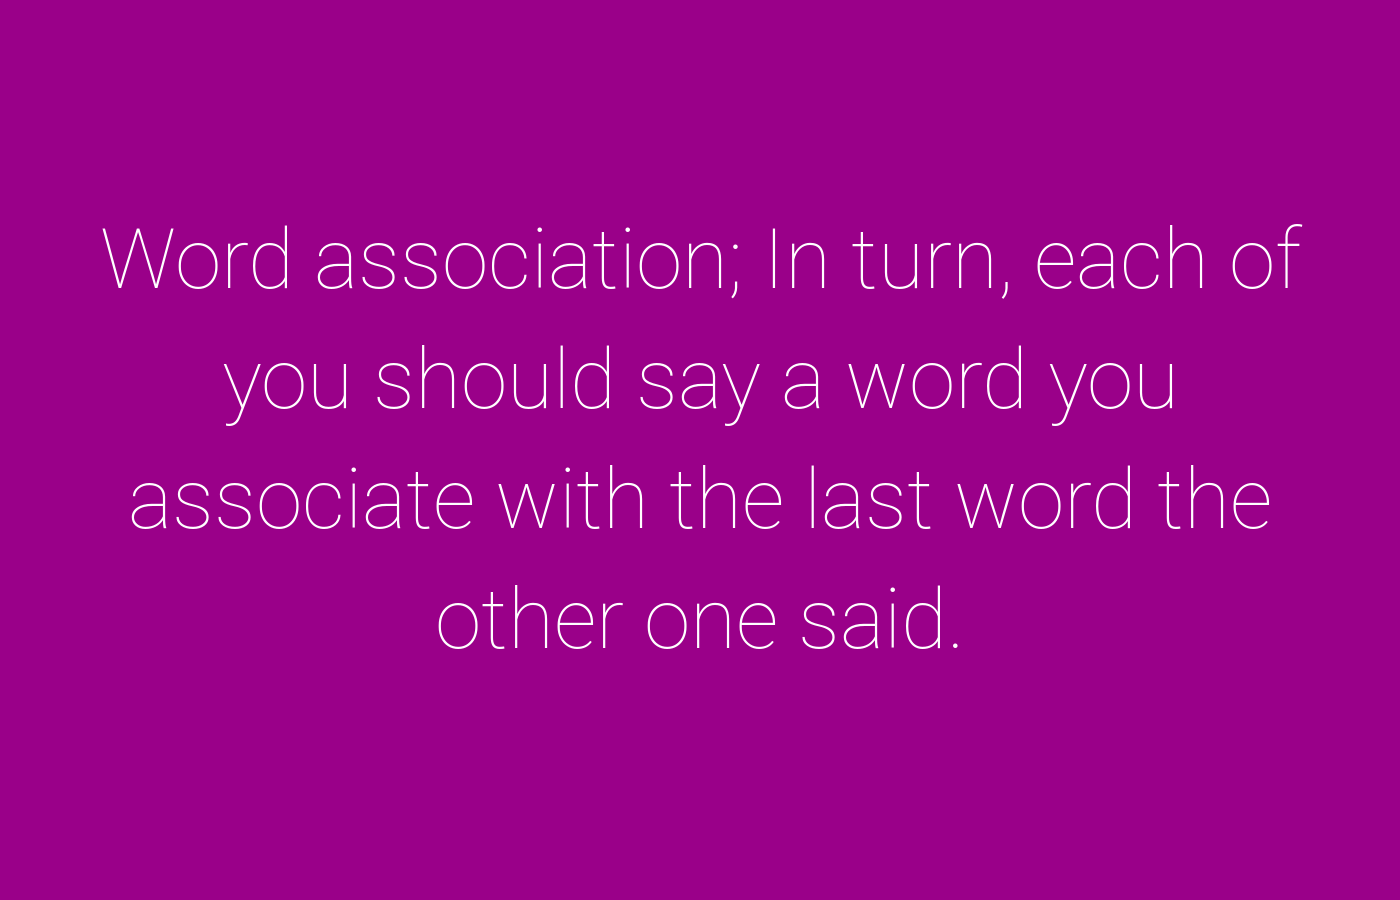 Word association; In turn, each of
you should say a word you
associate with the last word the
other one said.